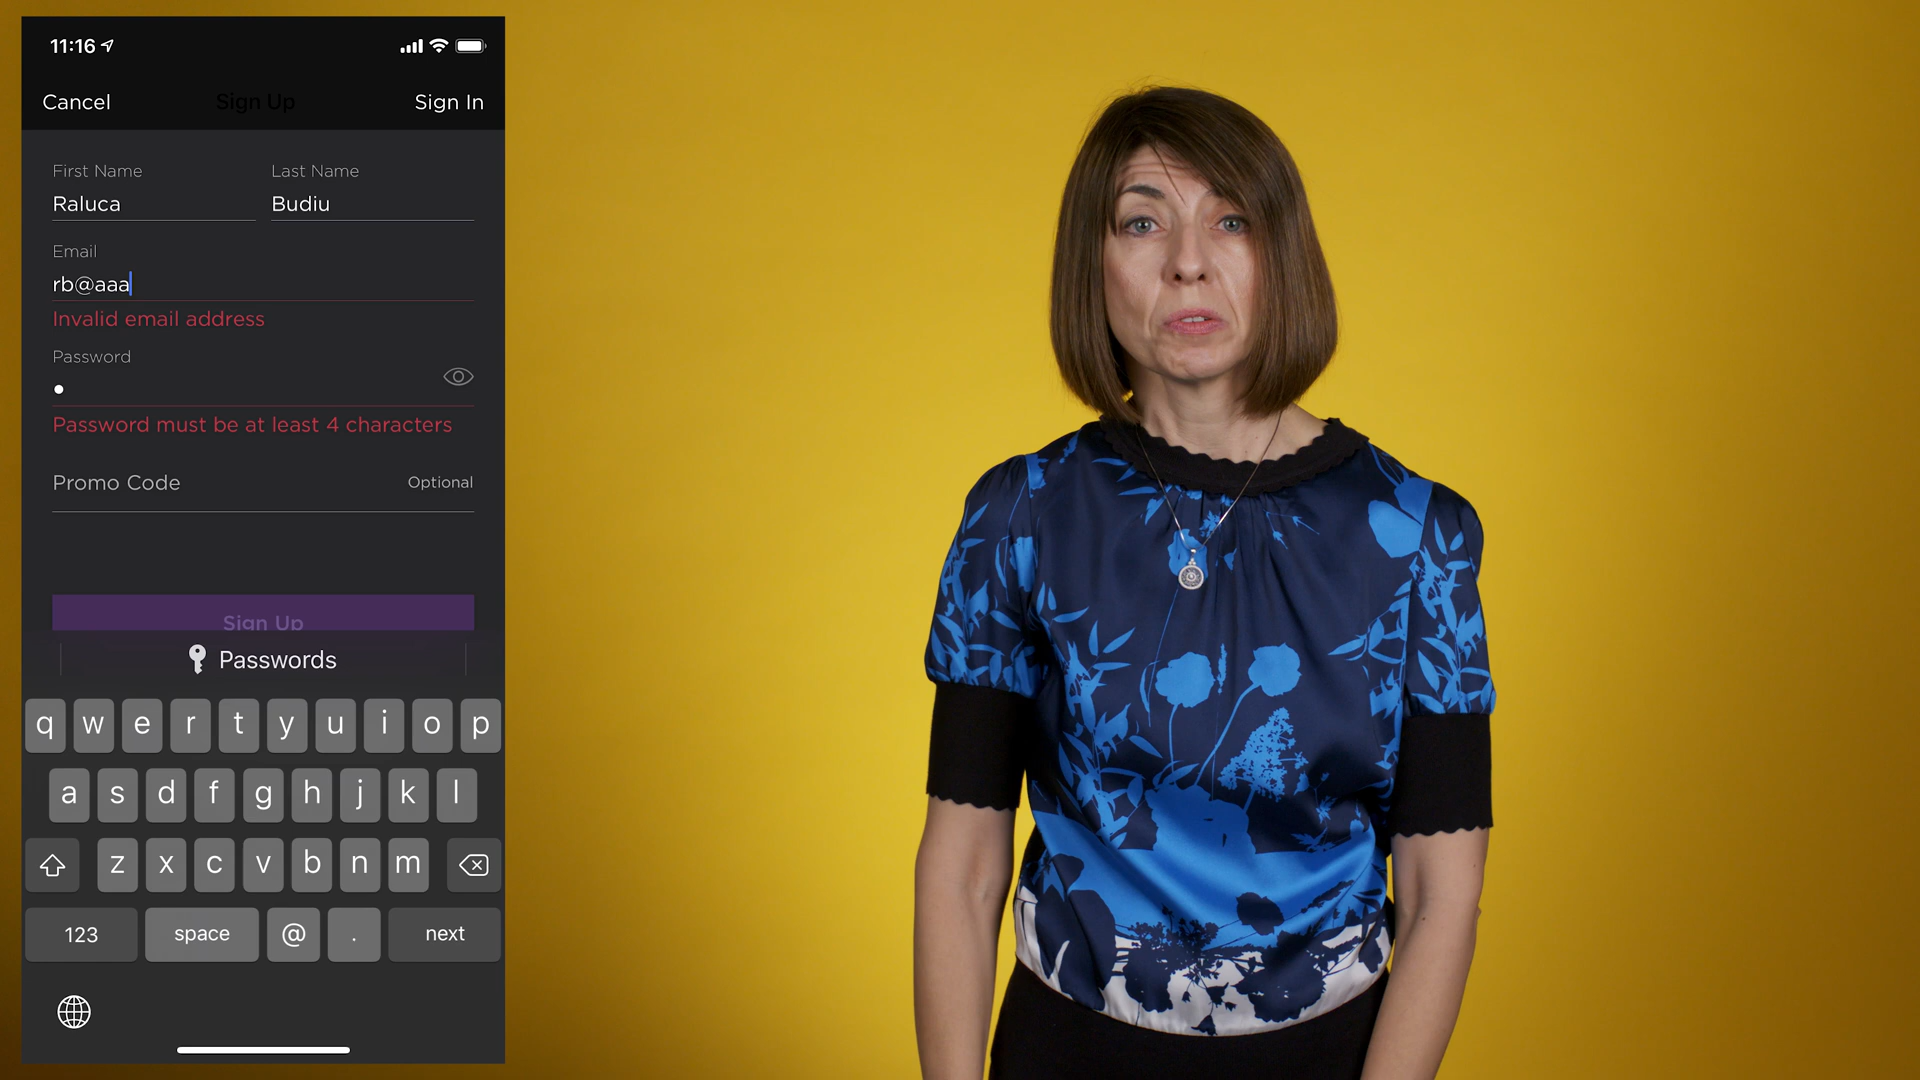 11:16
Cancel Sign Up Sign In
First Name Last Name
Raluca Budiu
Email
rb@aaa
Invalid email address
Password
Password must be at least 4 characters
Promo Code Optional
Sign Up
Passwords
q w e r t y u i o p
a s d f g h j k l
z x c v b n m
123 space @ . next